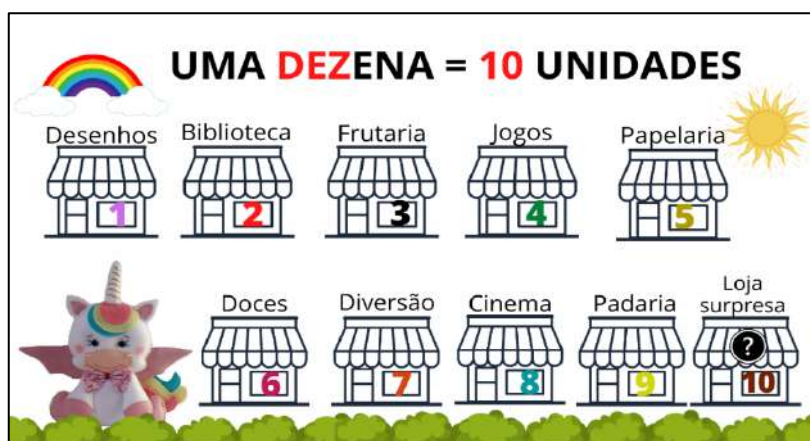 UMA DEZENA = 10 UNIDADES
Desenhos Biblioteca Frutaria Jogos Papelaria
1 2 3 4 5
Doces Diversão Cinema Padaria Loja surpresa
?
6 7 8 9 10